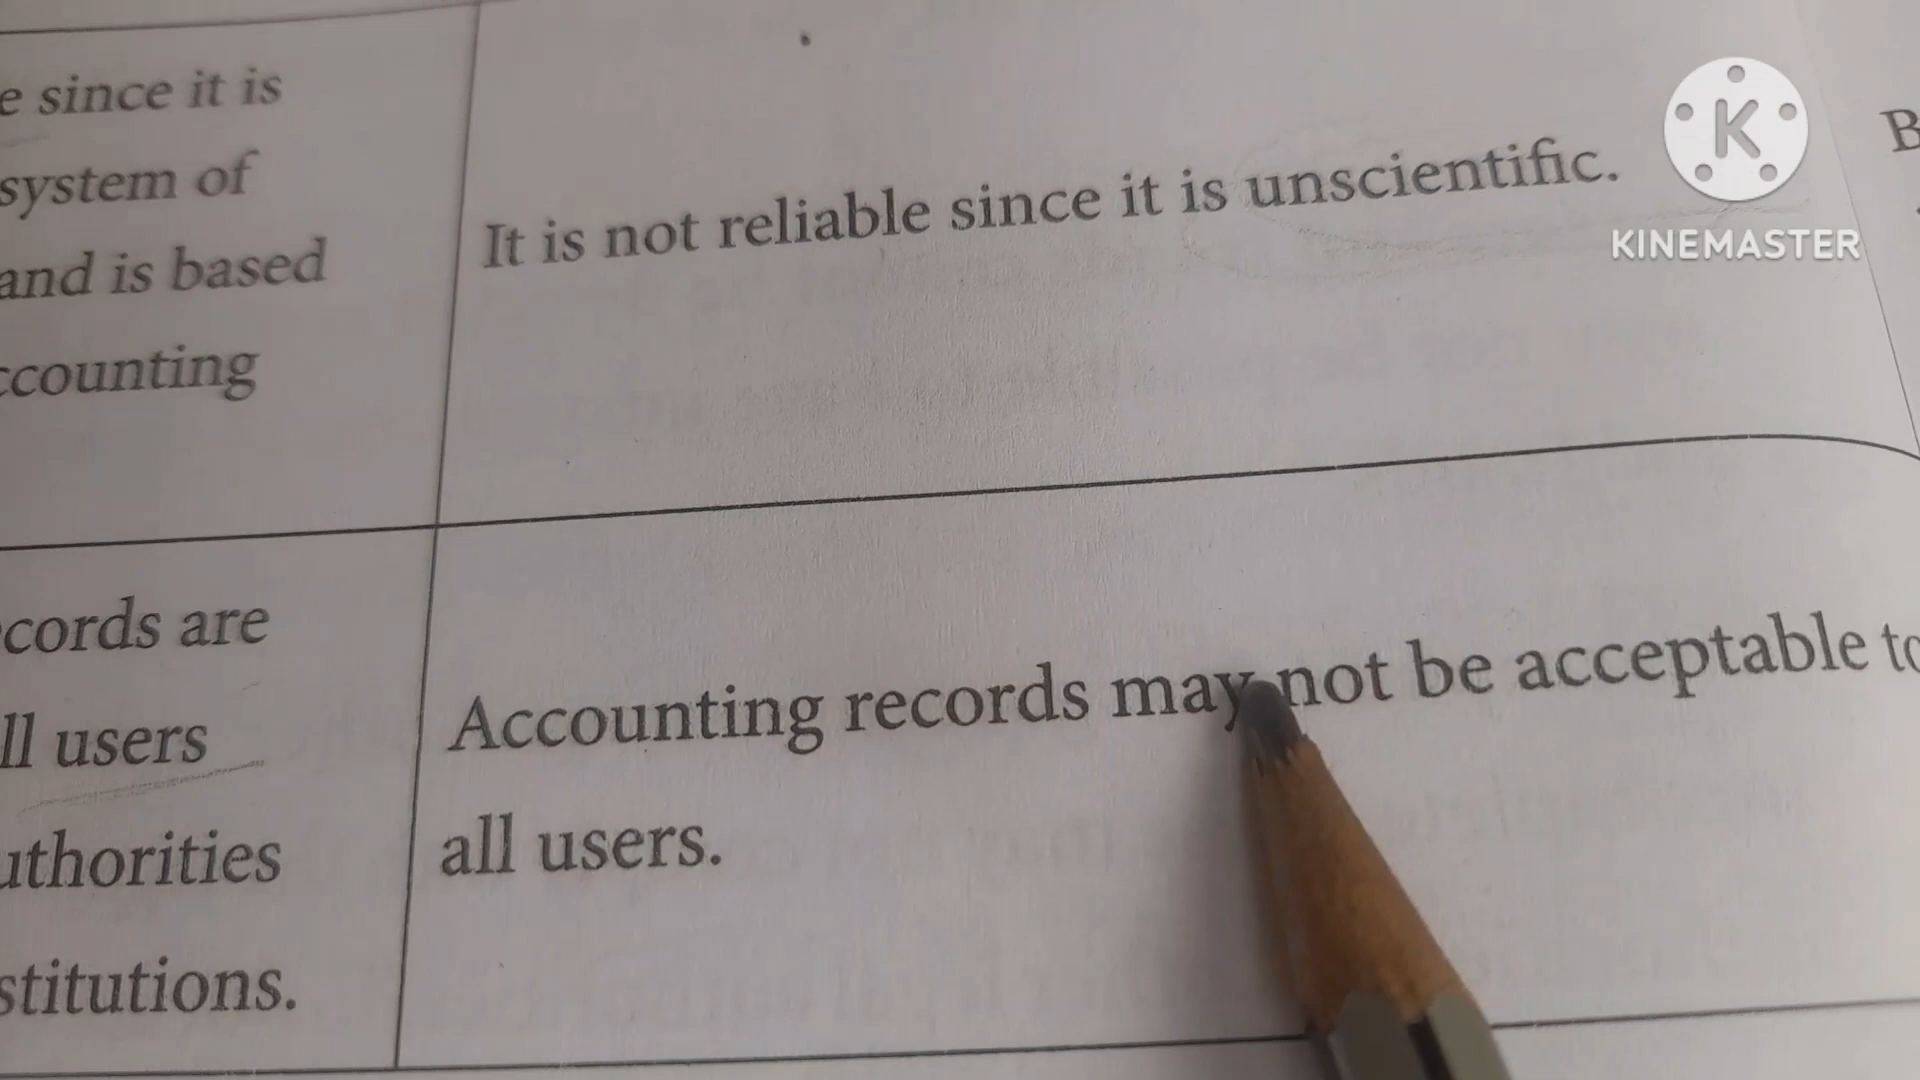 e since it is
system of
and is based
ccounting
It is not reliable since it is unscientific.
cords are
ll users
uthorities
stitutions.
Accounting records may not be acceptable to
all users.
B
K
KINEMASTER